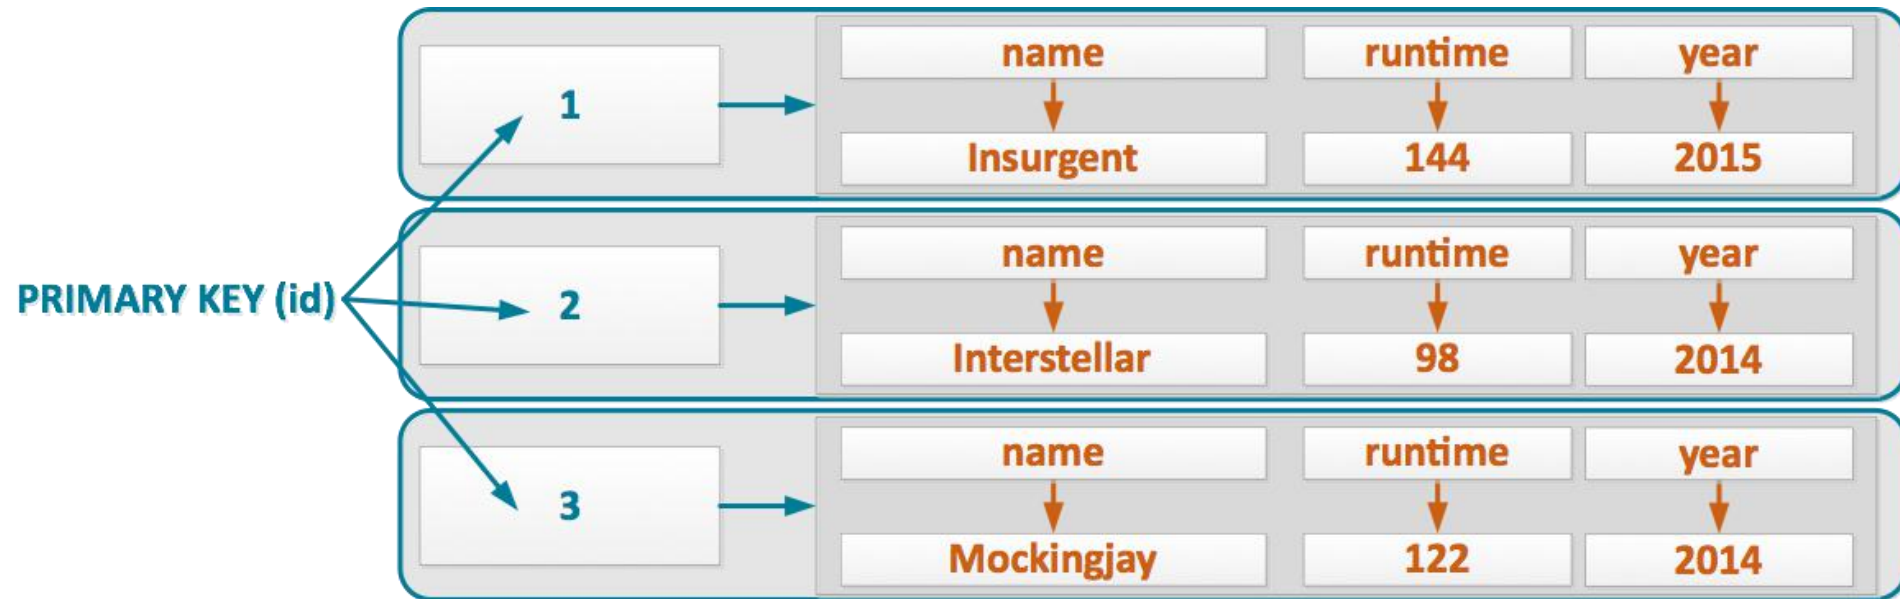 name runtime year
1
Insurgent 144 2015
name runtime year
PRIMARY KEY (id) 2
Interstellar 98 2014
name runtime year
3
Mockingjay 122 2014